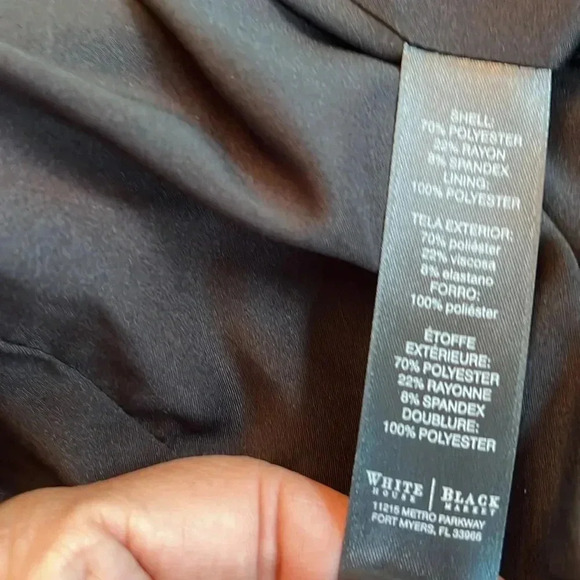 SHELL:
70% POLYESTER
22% RAYON
8% SPANDEX
LINING:
100% POLYESTER
TELA EXTERIOR:
70% poliéster
22% viscosa
8% elastano
FORRO:
100% poliéster
ÉTOFFE
EXTÉRIEURE:
70% POLYESTER
22% RAYONNE
8% SPANDEX
DOUBLURE:
100% POLYESTER
WHITE | BLACK
HOUSE MARKET
11215 METRO PARKWAY
FORT MYERS, FL 33966